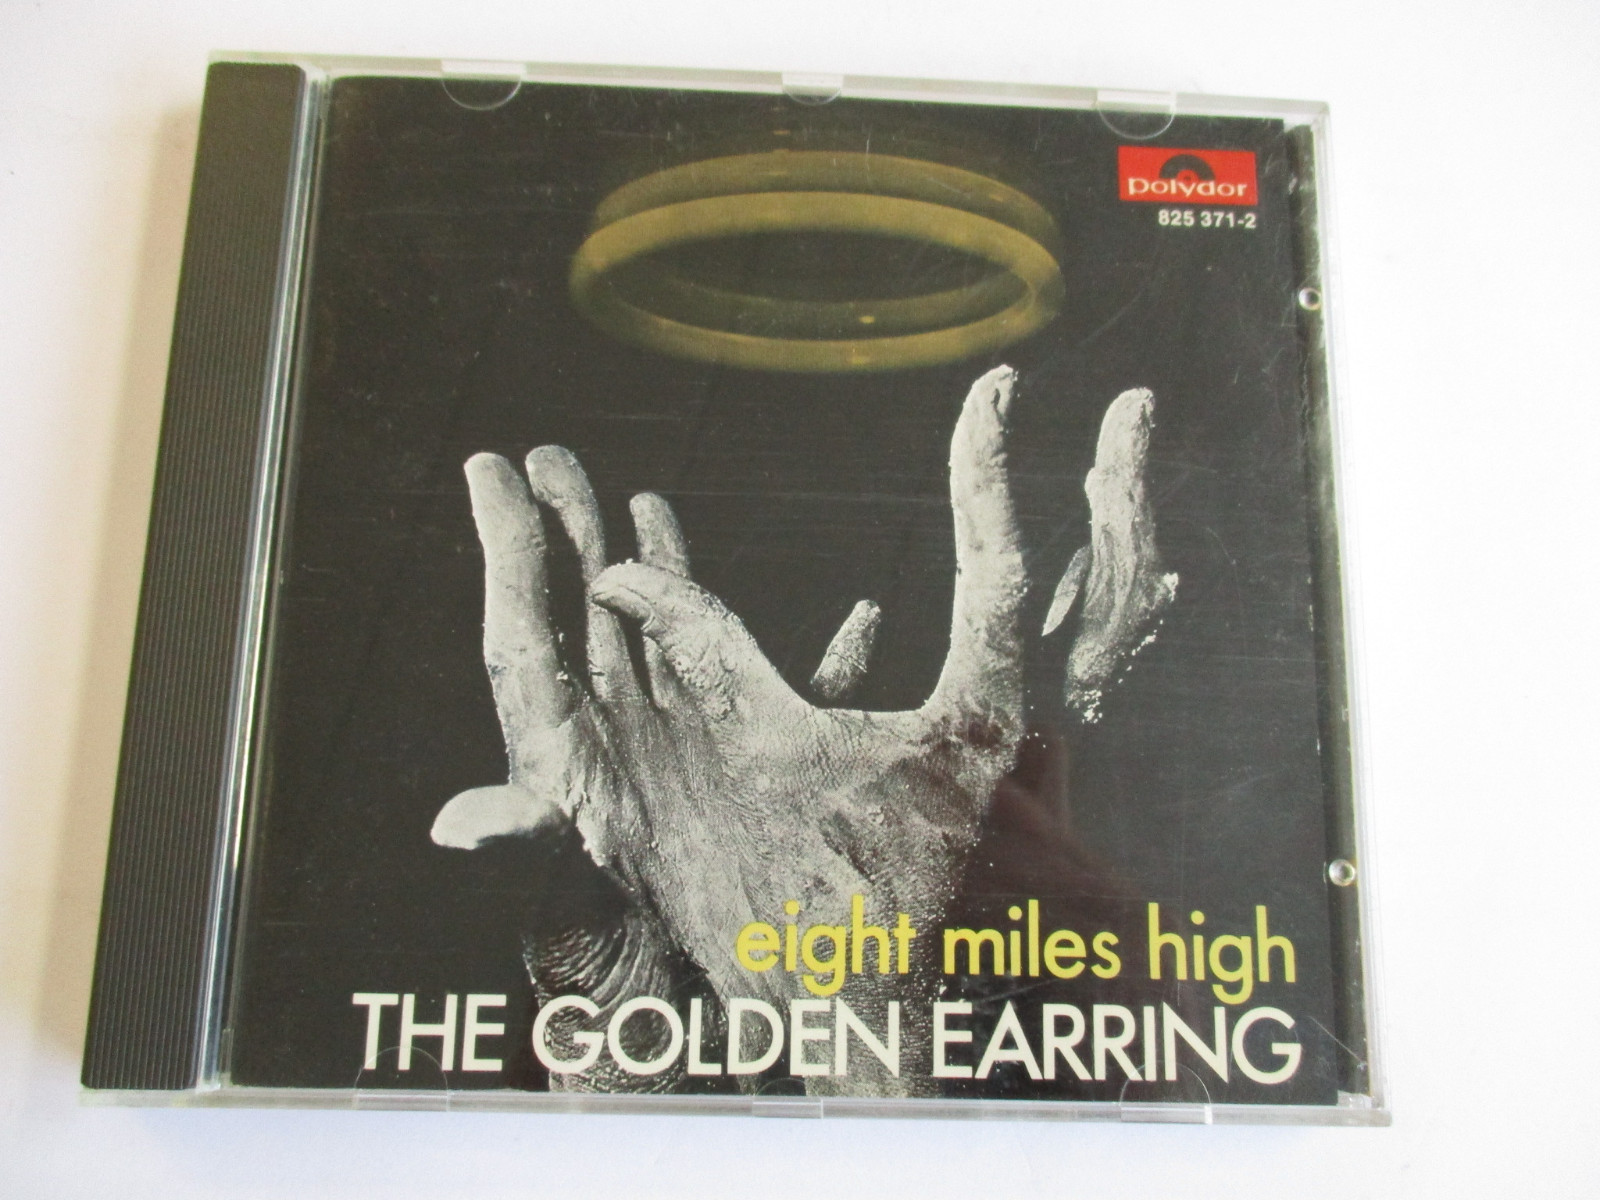 polydor
825 371-2
eight miles high
THE GOLDEN EARRING